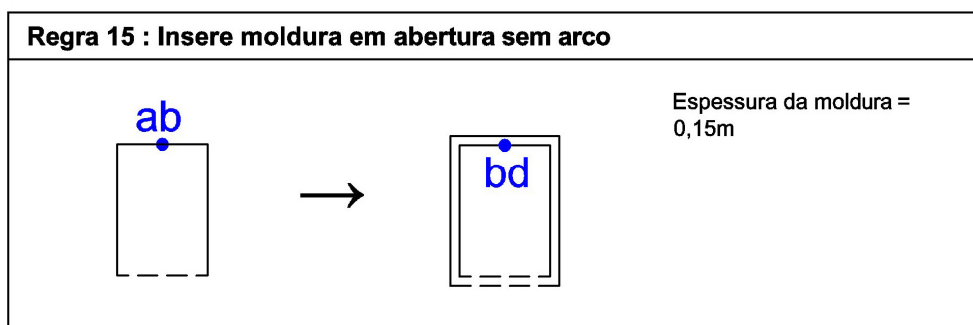 Regra 15 : Insere moldura em abertura sem arco
ab
bd
Espessura da moldura =
0,15m